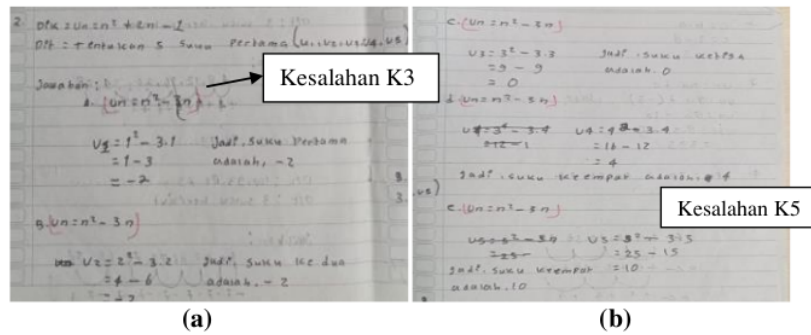 2. Dik = Un = n² + 2n - 1
Dit = tentukan 5 suku pertama (U1, U2, U3, U4, U5)
Jawaban :
a. (Un = n² - 3n)
U1 = 1² - 3.1 Jadi, suku pertama
= 1 - 3 adalah, -2
= -2
B. Un = n² - 3n)
U2 = 2² - 3.2 Jadi, suku ke dua
= 4 - 6 adalah. - 2
= -2
Kesalahan K3
(a)
c. (Un = n² - 3n)
U3 = 3² - 3.3 Jadi, suku ketiga
= 9 - 9 adalah. 0
= 0
d (Un = n² - 3n)
U4 = 4² - 3.4
= 16 - 12
= 4
Jadi, suku keempat adalah. 4
3.
e. (Un = n² - 3n)
U5 = 5² - 3.5
= 25 - 15
Jadi, suku keempat = 10
adalah. 10
Kesalahan K5
(b)